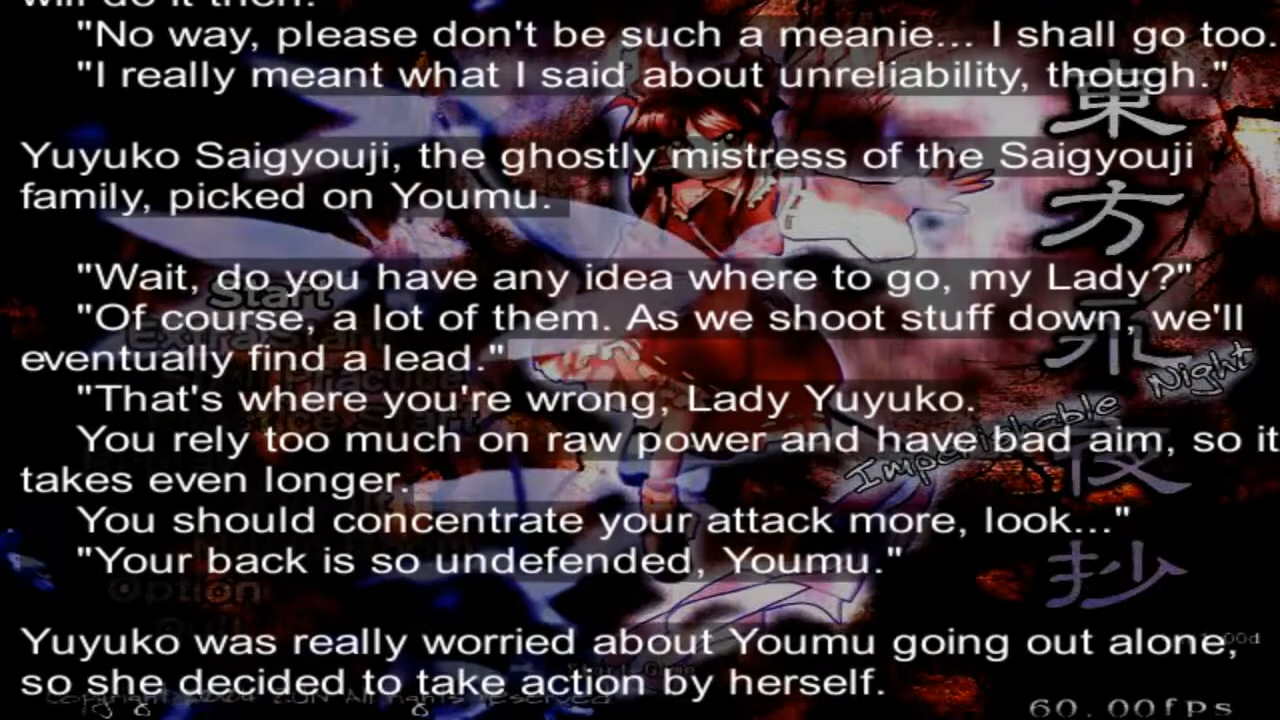 will do it then."
"No way, please don't be such a meanie... I shall go too.
"I really meant what I said about unreliability, though."
Yuyuko Saigyouji, the ghostly mistress of the Saigyouji
family, picked on Youmu.
"Wait, do you have any idea where to go, my Lady?"
"Of course, a lot of them. As we shoot stuff down, we'll
eventually find a lead."
"That's where you're wrong, Lady Yuyuko.
You rely too much on raw power and have bad aim, so it
takes even longer.
You should concentrate your attack more, look..."
"Your back is so undefended, Youmu."
Yuyuko was really worried about Youmu going out alone,
so she decided to take action by herself.
東方永夜抄
Imperishable Night
Start
Extra Start
Practice
Option
Start Game
60.00fps